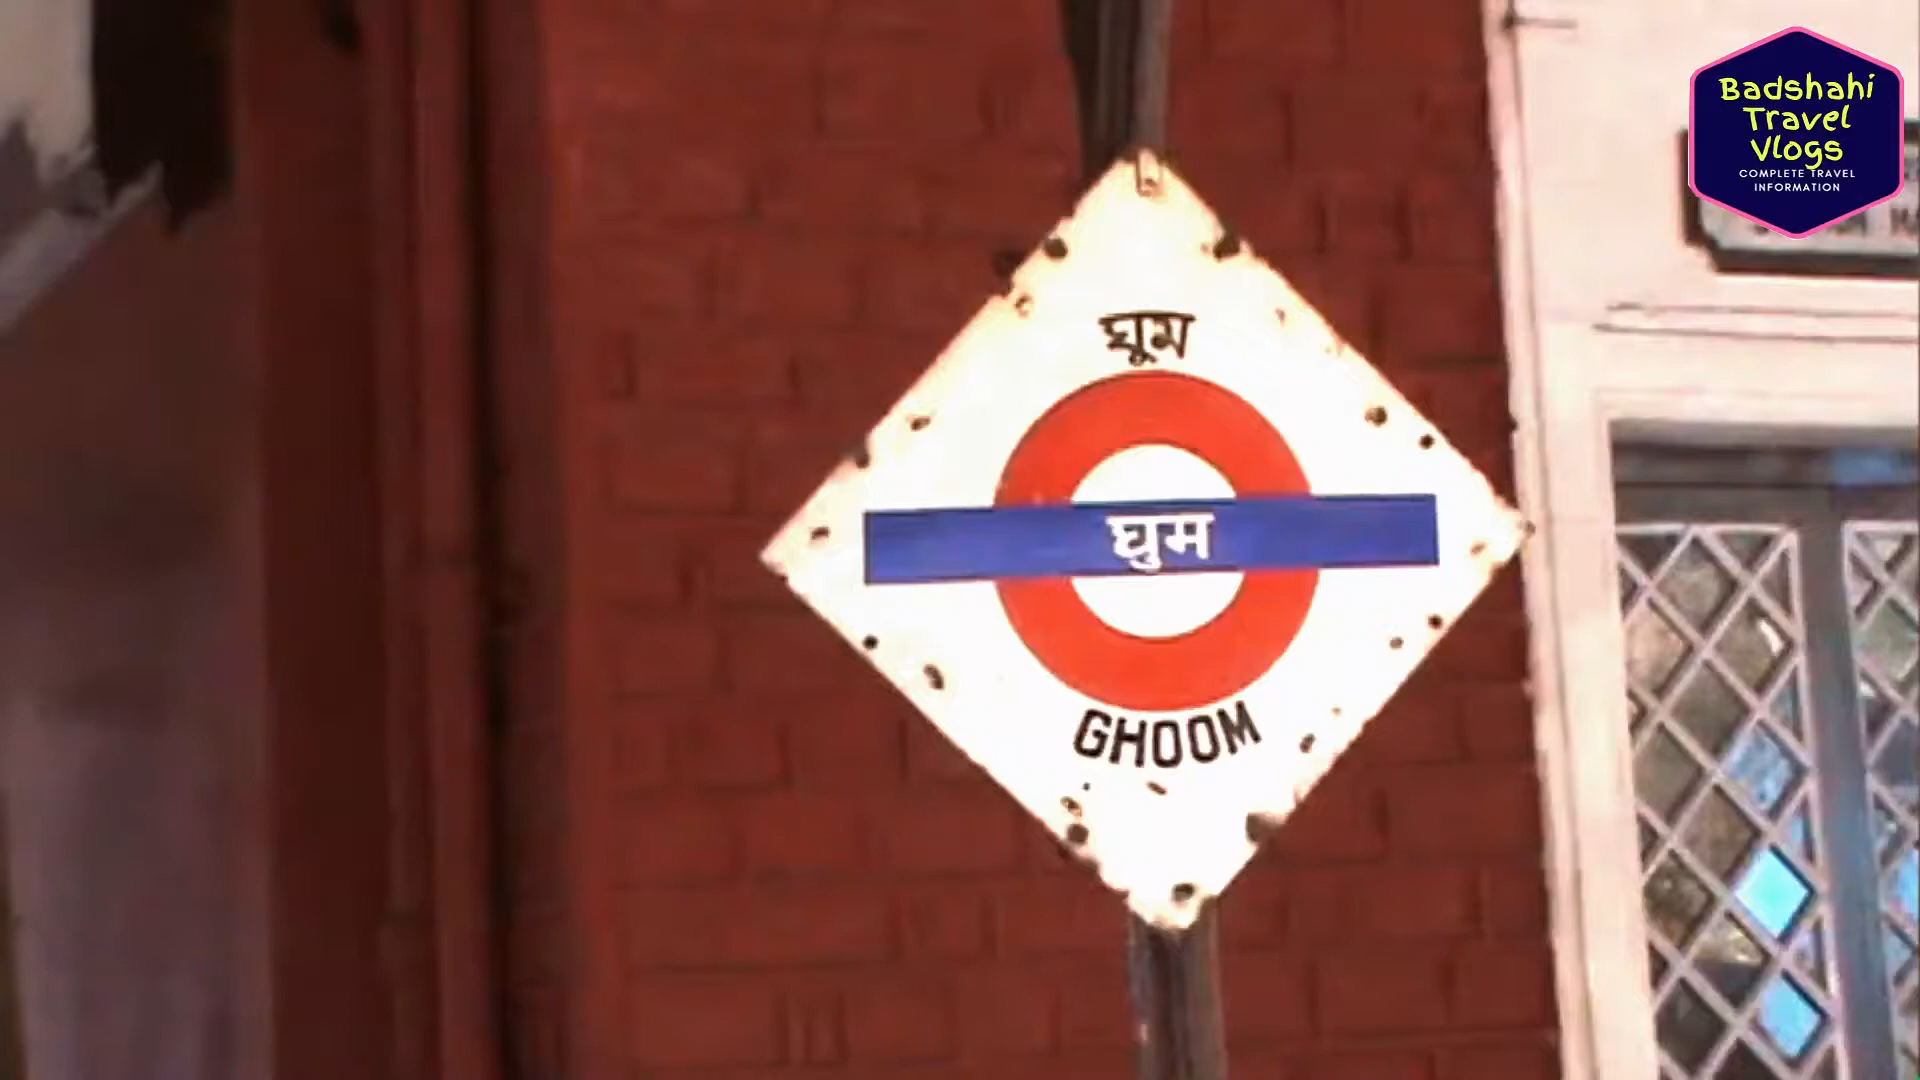 ঘুম
घुम
GHOOM
Badshahi
Travel
Vlogs
COMPLETE TRAVEL
INFORMATION